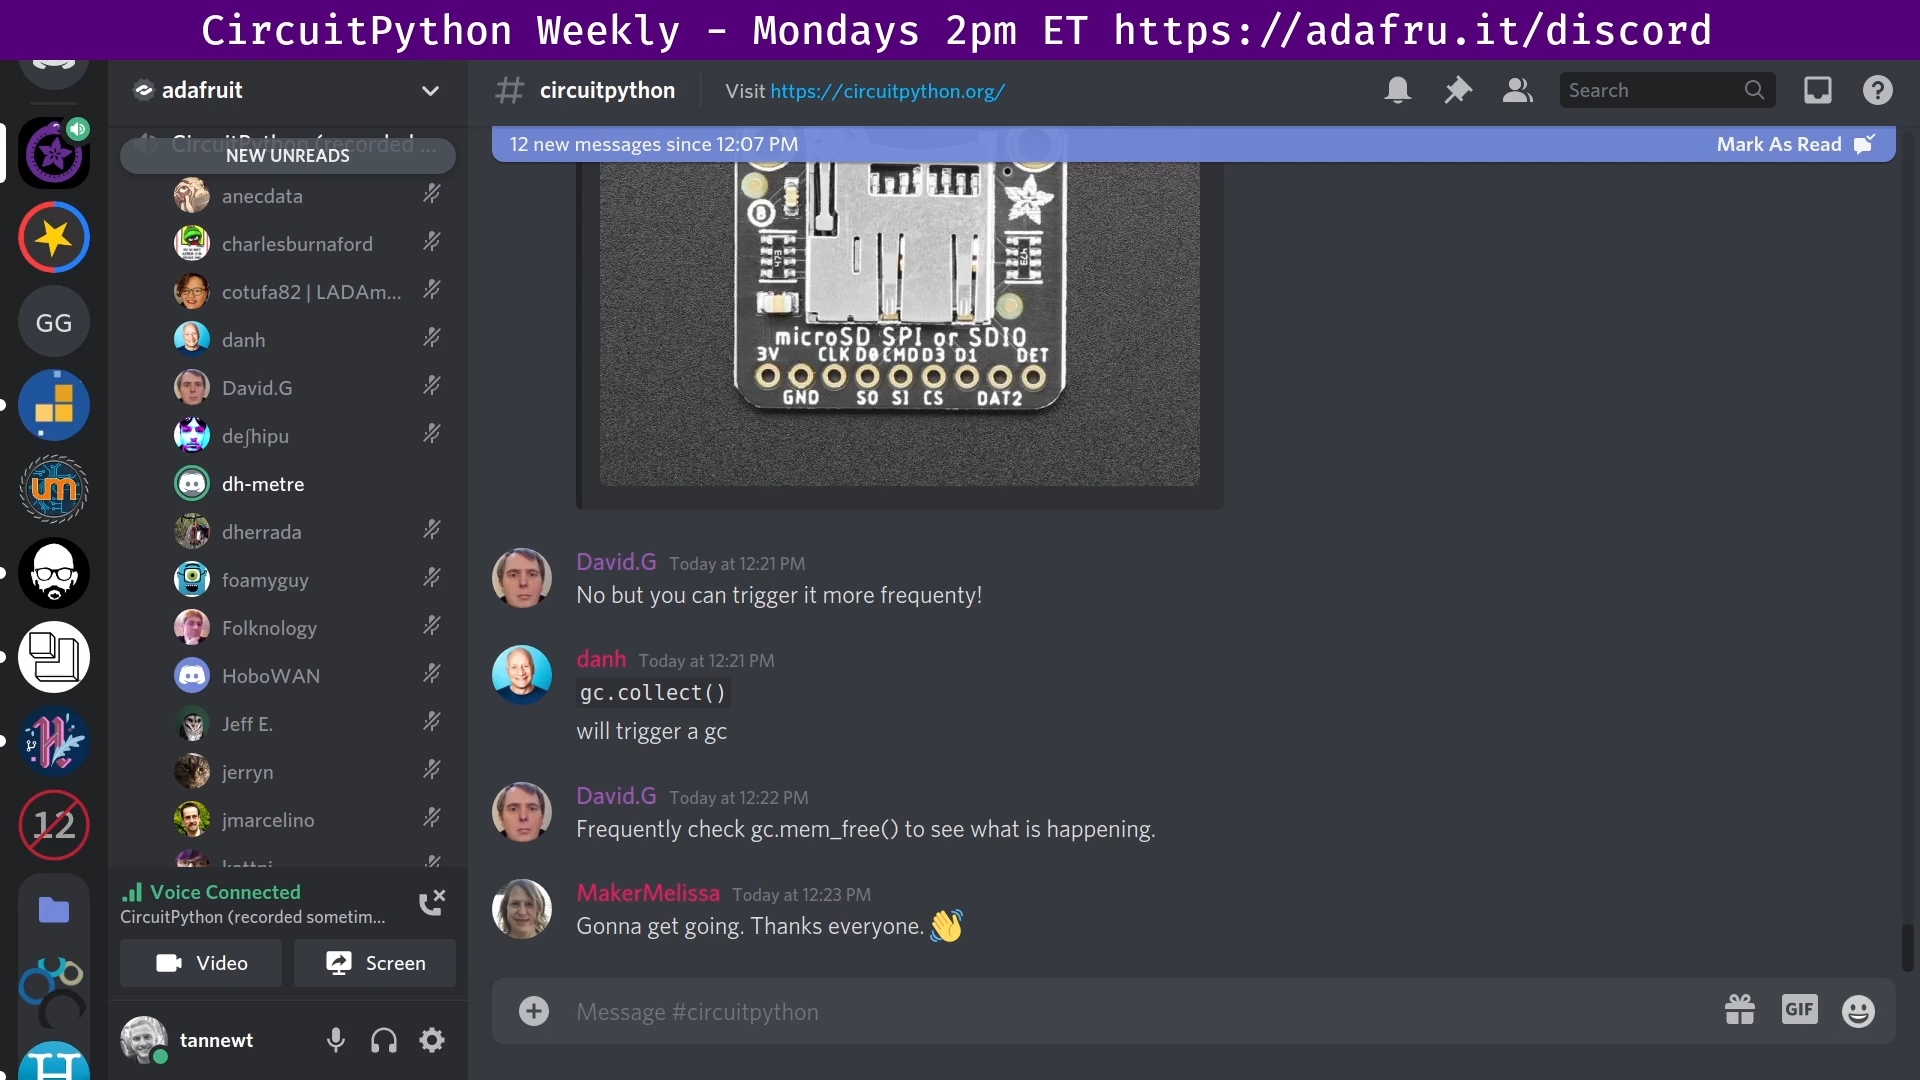 CircuitPython Weekly – Mondays 2pm ET https://adafru.it/discord
adafruit
# circuitpython
Visit https://circuitpython.org/
Search
CircuitPython (recorded ...
NEW UNREADS
anecdata
charlesburnaford
cotufa82 | LADAm...
danh
David.G
deʃhipu
dh-metre
dherrada
foamyguy
Folknology
HoboWAN
Jeff E.
jerryn
jmarcelino
kattni
Voice Connected
CircuitPython (recorded sometim...
Video
Screen
tannewt
GG
um
12
H
12 new messages since 12:07 PM
Mark As Read
473
microSD SPI or SDIO
3V CLK D0 CMD D3 D1 DET
GND SO SI CS DAT2
David.G Today at 12:21 PM
No but you can trigger it more frequenty!
danh Today at 12:21 PM
gc.collect()
will trigger a gc
David.G Today at 12:22 PM
Frequently check gc.mem_free() to see what is happening.
MakerMelissa Today at 12:23 PM
Gonna get going. Thanks everyone.
Message #circuitpython
GIF